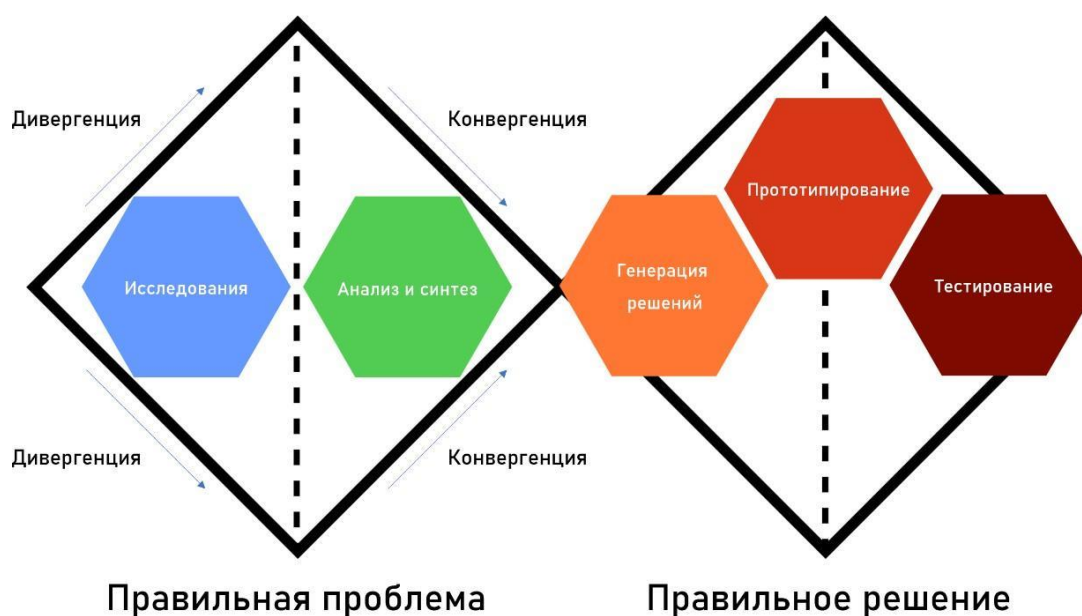 Дивергенция
Конвергенция
Исследования
Анализ и синтез
Дивергенция
Конвергенция
Правильная проблема
Прототипирование
Генерация
решений
Тестирование
Правильное решение